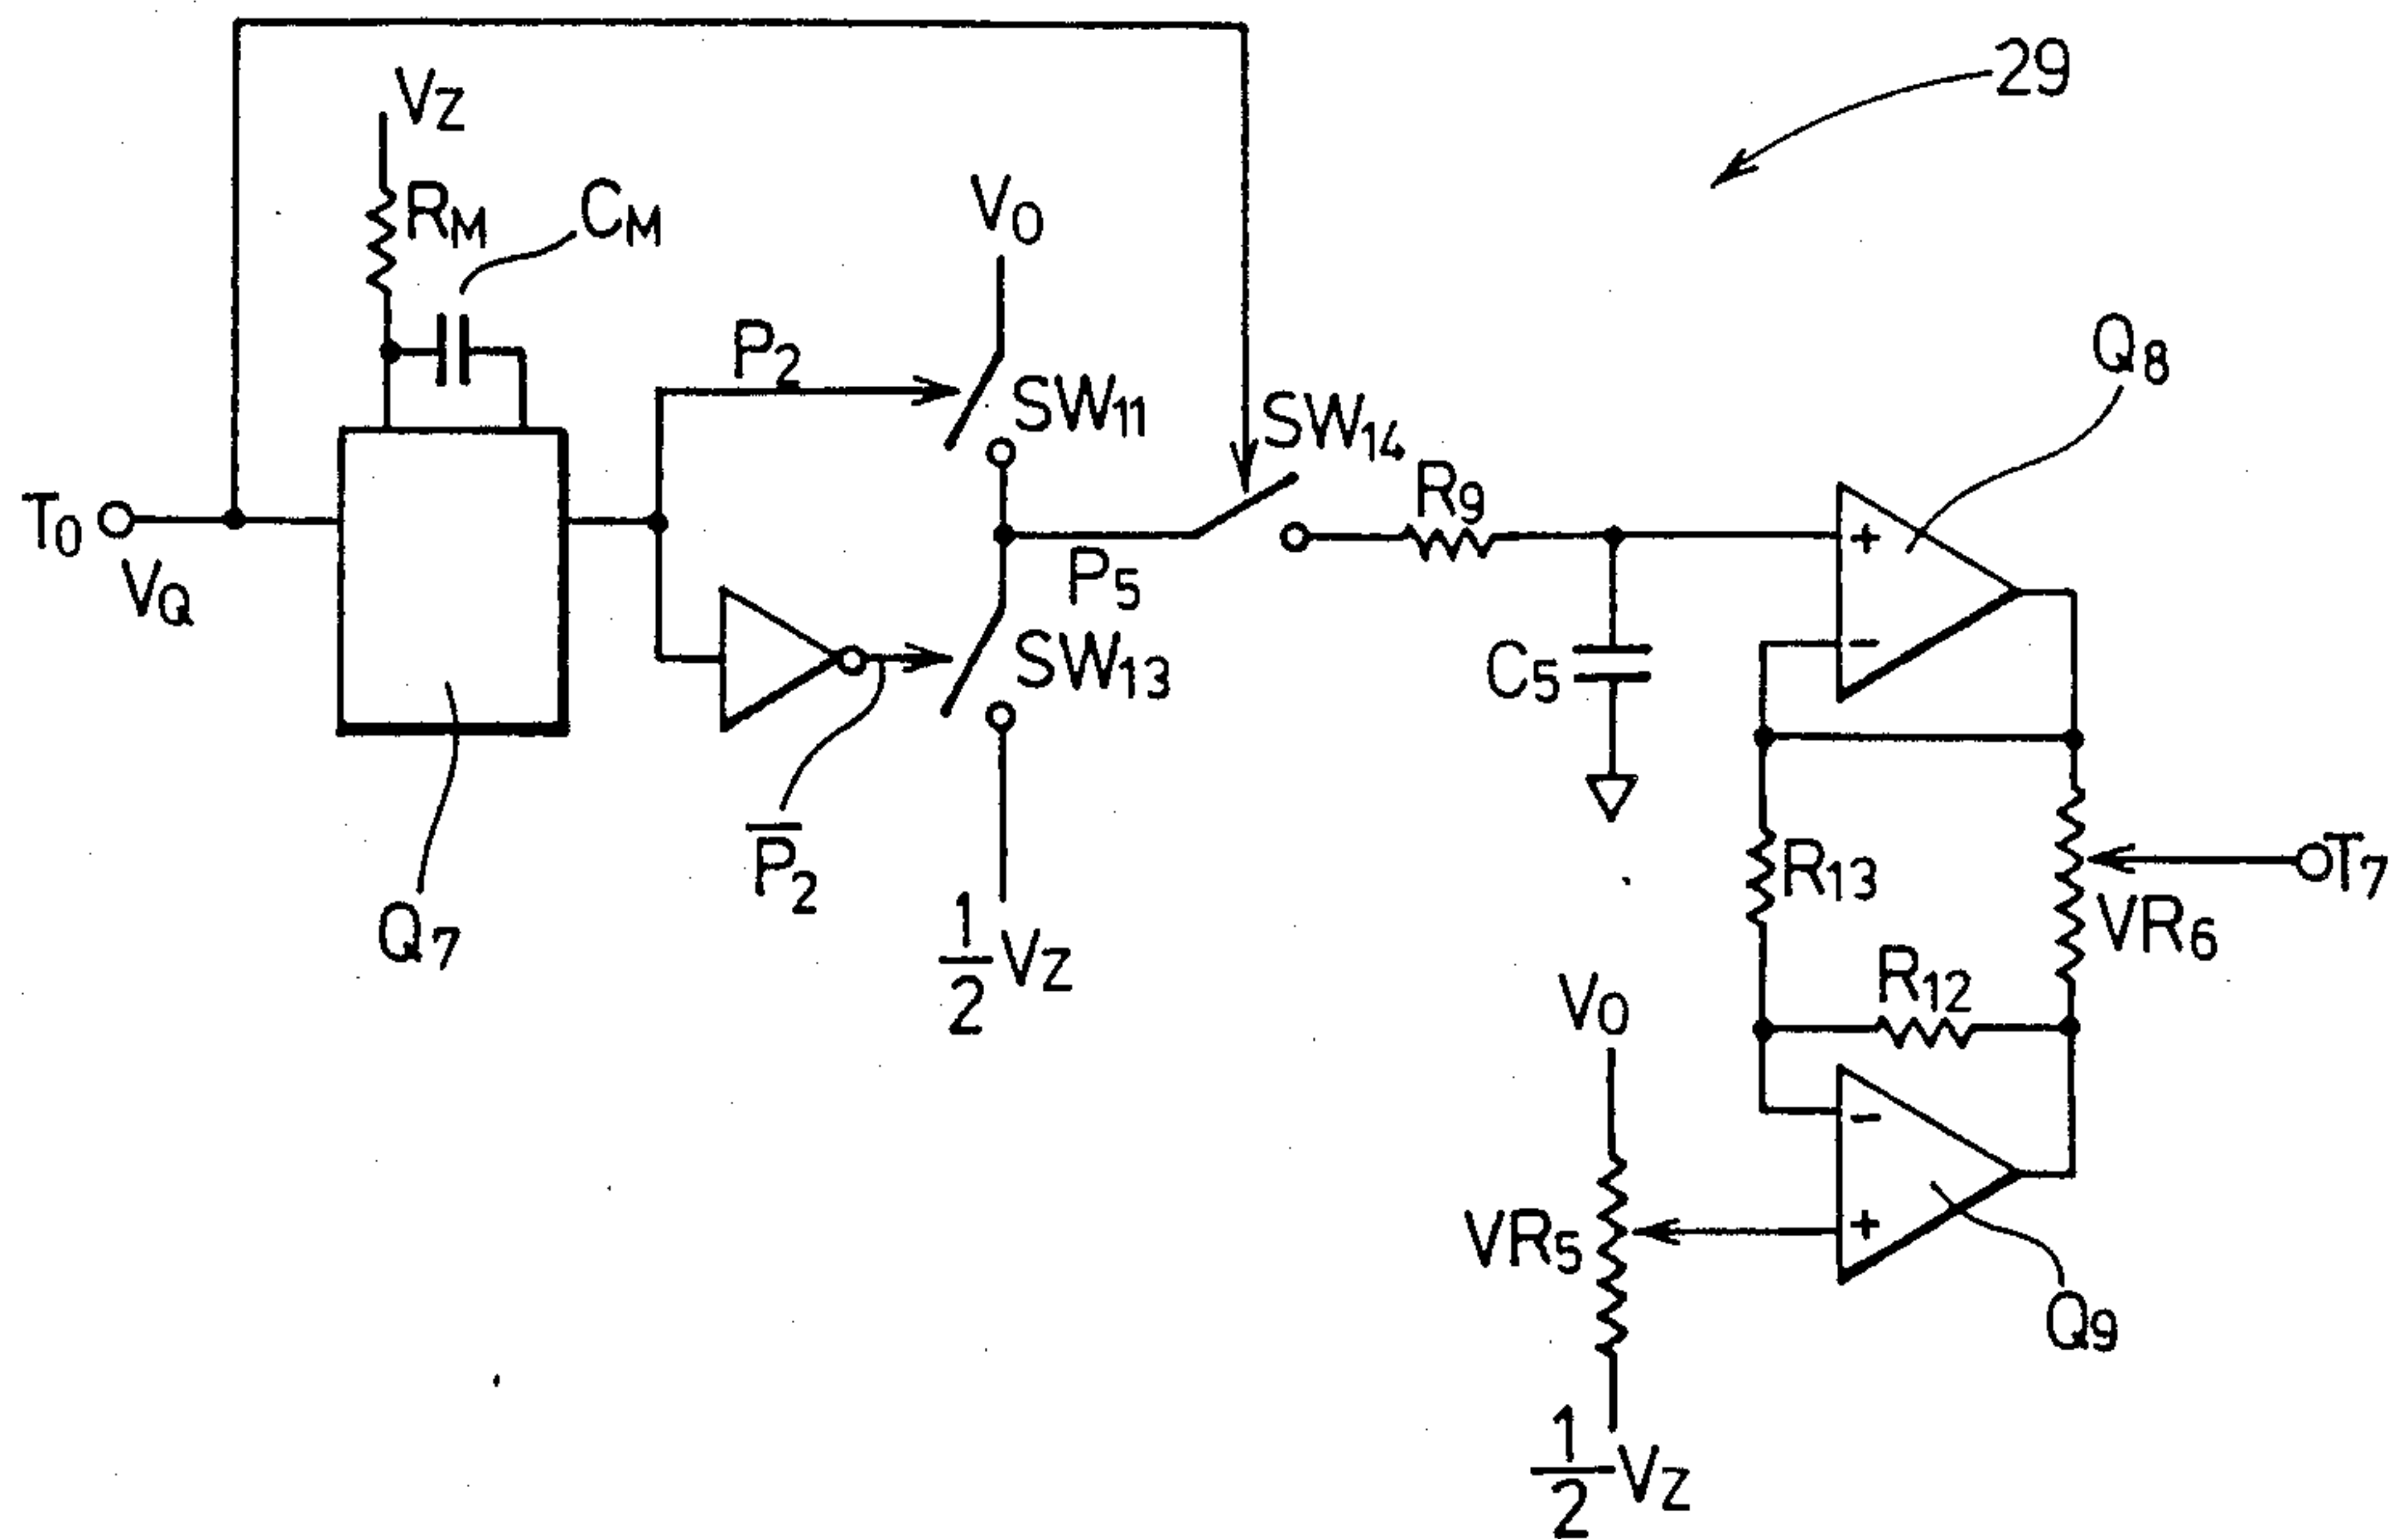 29
VZ
RM
CM
VO
P2
SW11
SW14
R9
Q8
T0
VQ
P5
SW13
C5
P̅2
Q7
1/2 VZ
R13
T7
VR6
R12
VO
VR5
Q9
1/2 VZ
+
−
−
+